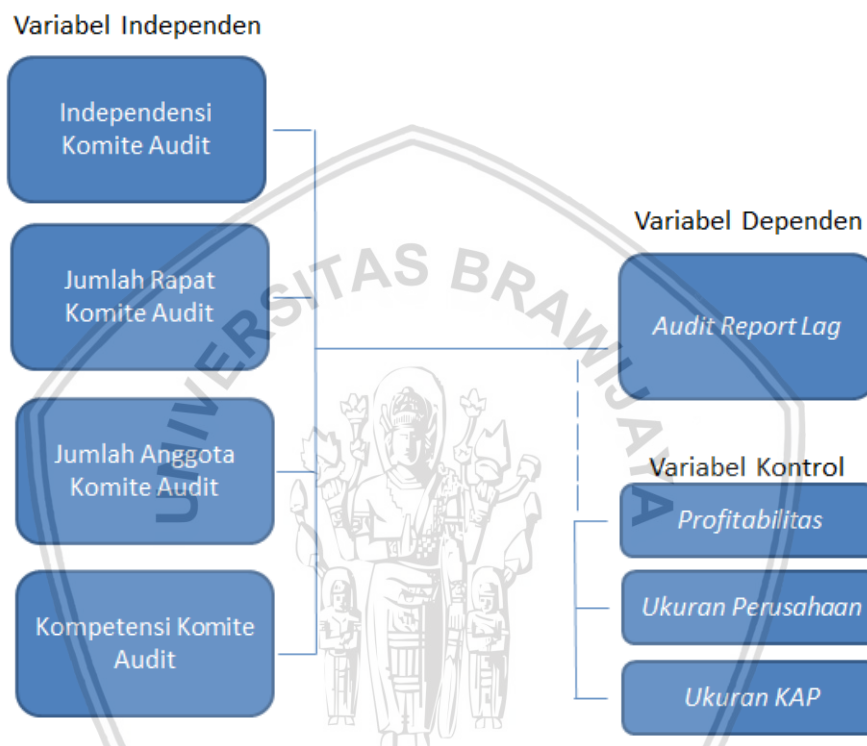 Variabel Independen
Independensi
Komite Audit
Jumlah Rapat
Komite Audit
Jumlah Anggota
Komite Audit
Kompetensi Komite
Audit
UNIVERSITAS BRAWIJAYA
Variabel Dependen
Audit Report Lag
Variabel Kontrol
Profitabilitas
Ukuran Perusahaan
Ukuran KAP